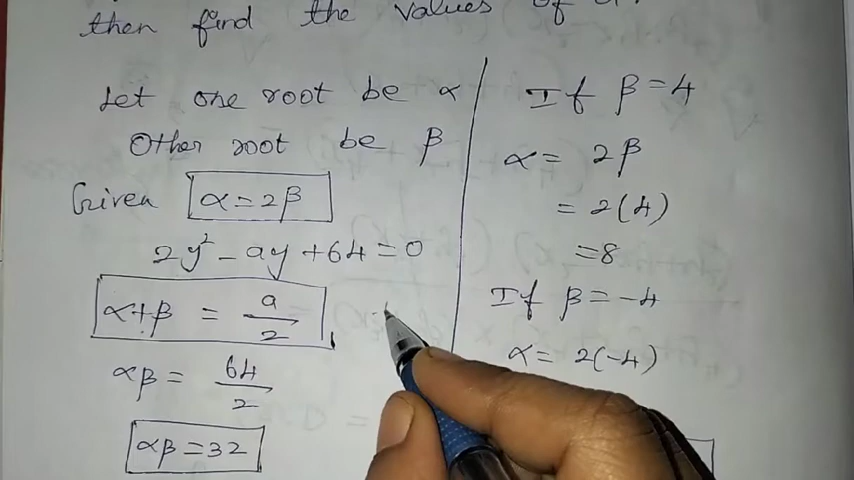 then find the values of a.
Let one root be α
Other root be β
Given α = 2β
2y² - ay + 64 = 0
α + β = a/2
αβ = 64/2
αβ = 32
If β = 4
α = 2β
= 2(4)
= 8
If β = -4
α = 2(-4)